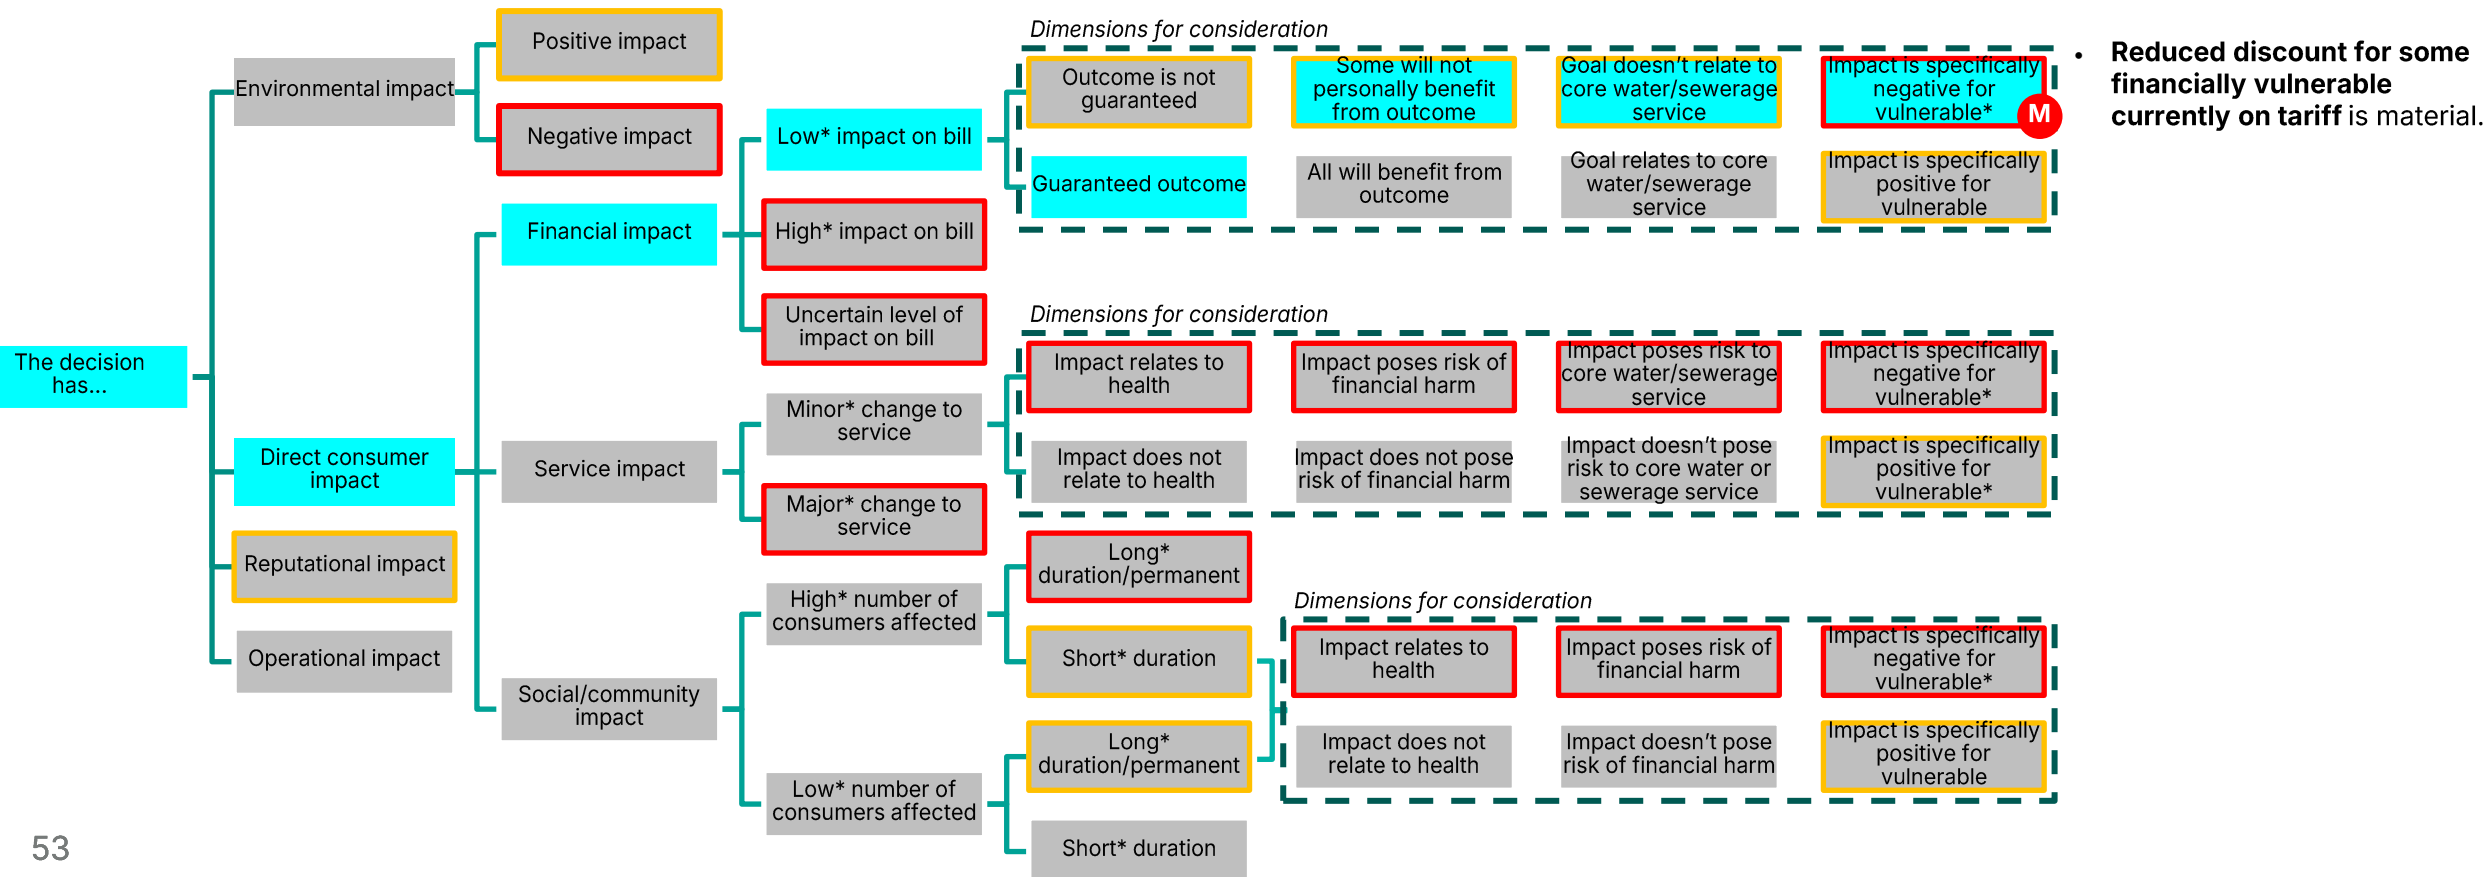 Dimensions for consideration
Positive impact
Environmental impact
Negative impact
Low* impact on bill
Outcome is not
guaranteed
Some will not
personally benefit
from outcome
Goal doesn't relate to
core water/sewerage
service
Impact is specifically
negative for
vulnerable*
M
• Reduced discount for some
financially vulnerable
currently on tariff is material.
Guaranteed outcome
All will benefit from
outcome
Goal relates to core
water/sewerage
service
Impact is specifically
positive for
vulnerable
Financial impact
High* impact on bill
Uncertain level of
impact on bill
Dimensions for consideration
The decision
has...
Impact relates to
health
Impact poses risk of
financial harm
Impact poses risk to
core water/sewerage
service
Impact is specifically
negative for
vulnerable*
Minor* change to
service
Direct consumer
impact
Service impact
Impact does not
relate to health
Impact does not pose
risk of financial harm
Impact doesn't pose
risk to core water or
sewerage service
Impact is specifically
positive for
vulnerable*
Major* change to
service
Reputational impact
Long*
duration/permanent
High* number of
consumers affected
Dimensions for consideration
Operational impact
Short* duration
Impact relates to
health
Impact poses risk of
financial harm
Impact is specifically
negative for
vulnerable*
Social/community
impact
Long*
duration/permanent
Impact does not
relate to health
Impact doesn't pose
risk of financial harm
Impact is specifically
positive for
vulnerable
Low* number of
consumers affected
Short* duration
53